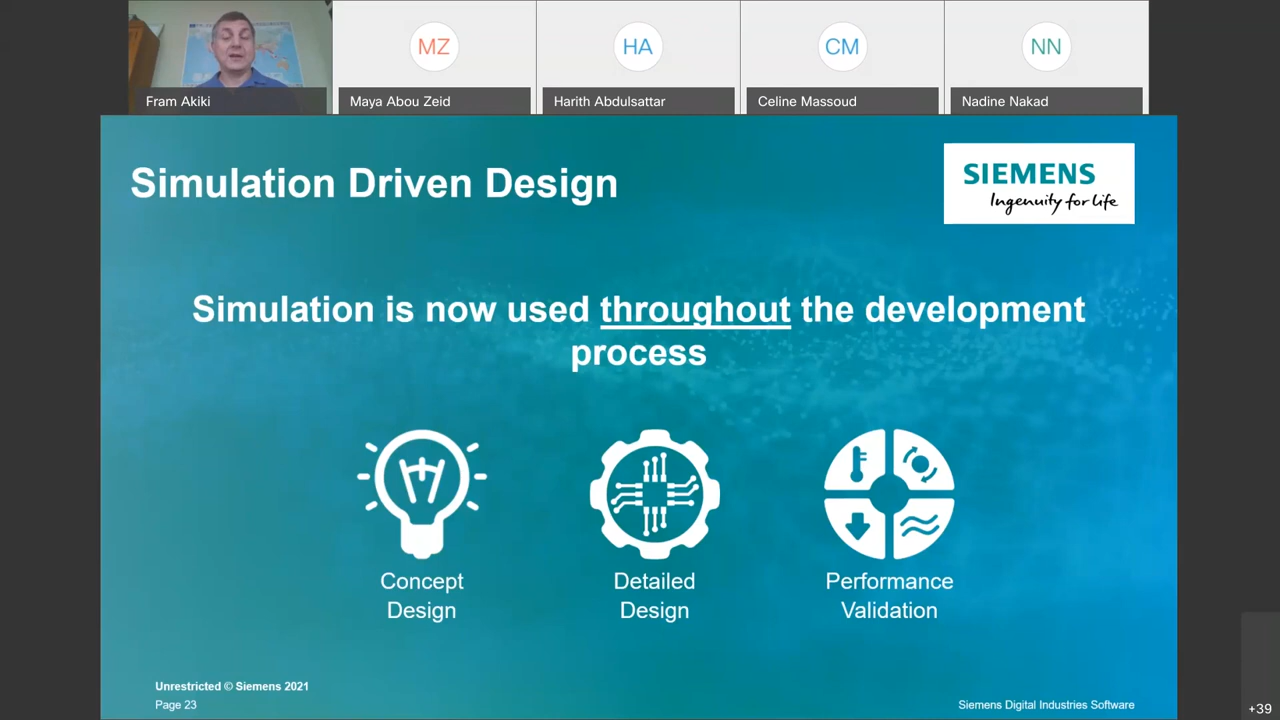 MZ
HA
CM
NN
Fram Akiki
Maya Abou Zeid
Harith Abdulsattar
Celine Massoud
Nadine Nakad
Simulation Driven Design
SIEMENS
Ingenuity for life
Simulation is now used throughout the development
process
Concept
Design
Detailed
Design
Performance
Validation
Unrestricted © Siemens 2021
Page 23
Siemens Digital Industries Software
+39